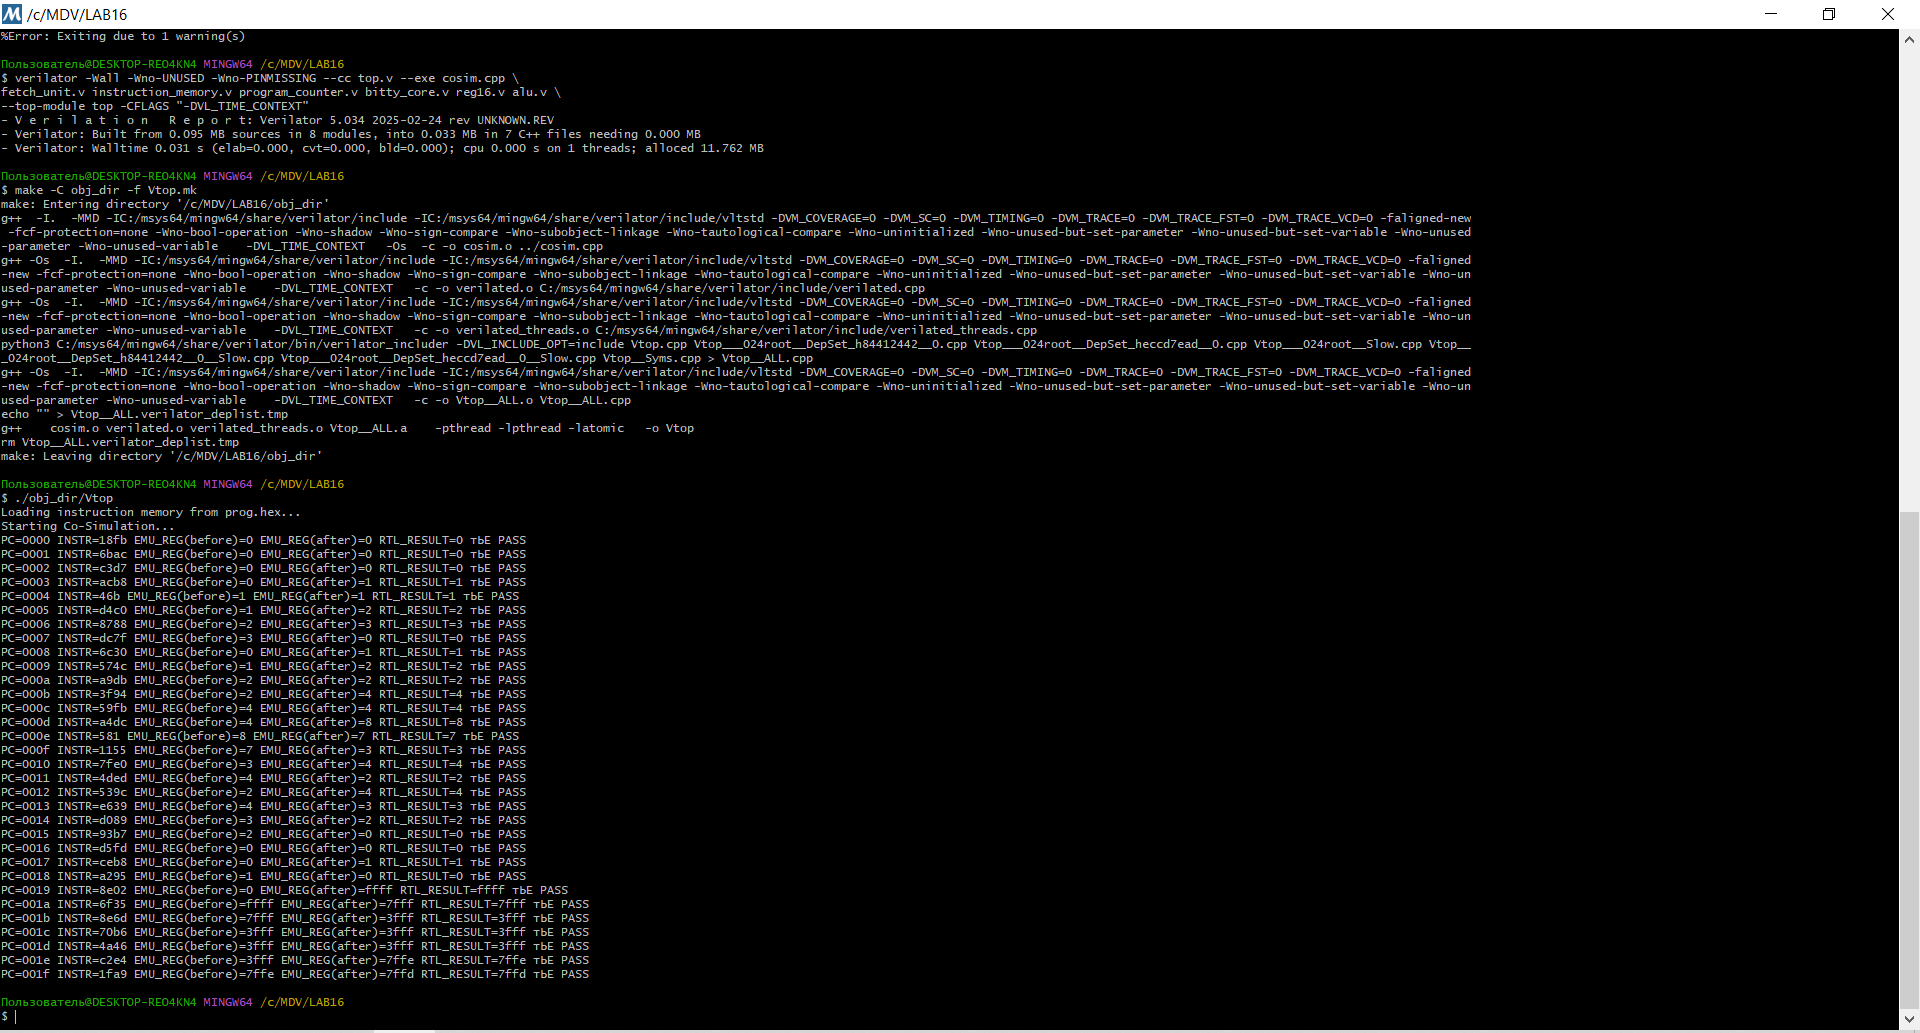 /c/MDV/LAB16
%Error: Exiting due to 1 warning(s)
Пользователь@DESKTOP-REO4KN4 MINGW64 /c/MDV/LAB16
$ verilator -Wall -Wno-UNUSED -Wno-PINMISSING --cc top.v --exe cosim.cpp \
fetch_unit.v instruction_memory.v program_counter.v bitty_core.v reg16.v alu.v \
--top-module top -CFLAGS "-DVL_TIME_CONTEXT"
- V e r i l a t i o n   R e p o r t: Verilator 5.034 2025-02-24 rev UNKNOWN.REV
- Verilator: Built from 0.095 MB sources in 8 modules, into 0.033 MB in 7 C++ files needing 0.000 MB
- Verilator: Walltime 0.031 s (elab=0.000, cvt=0.000, bld=0.000); cpu 0.000 s on 1 threads; alloced 11.762 MB
Пользователь@DESKTOP-REO4KN4 MINGW64 /c/MDV/LAB16
$ make -C obj_dir -f Vtop.mk
make: Entering directory '/c/MDV/LAB16/obj_dir'
g++  -I.  -MMD -IC:/msys64/mingw64/share/verilator/include -IC:/msys64/mingw64/share/verilator/include/vltstd -DVM_COVERAGE=0 -DVM_SC=0 -DVM_TIMING=0 -DVM_TRACE=0 -DVM_TRACE_FST=0 -DVM_TRACE_VCD=0 -faligned-new
 -fcf-protection=none -Wno-bool-operation -Wno-shadow -Wno-sign-compare -Wno-subobject-linkage -Wno-tautological-compare -Wno-uninitialized -Wno-unused-but-set-parameter -Wno-unused-but-set-variable -Wno-unused
-parameter -Wno-unused-variable    -DVL_TIME_CONTEXT   -Os  -c -o cosim.o ../cosim.cpp
g++ -Os  -I.  -MMD -IC:/msys64/mingw64/share/verilator/include -IC:/msys64/mingw64/share/verilator/include/vltstd -DVM_COVERAGE=0 -DVM_SC=0 -DVM_TIMING=0 -DVM_TRACE=0 -DVM_TRACE_FST=0 -DVM_TRACE_VCD=0 -faligned
-new -fcf-protection=none -Wno-bool-operation -Wno-shadow -Wno-sign-compare -Wno-subobject-linkage -Wno-tautological-compare -Wno-uninitialized -Wno-unused-but-set-parameter -Wno-unused-but-set-variable -Wno-un
used-parameter -Wno-unused-variable    -DVL_TIME_CONTEXT   -c -o verilated.o C:/msys64/mingw64/share/verilator/include/verilated.cpp
g++ -Os  -I.  -MMD -IC:/msys64/mingw64/share/verilator/include -IC:/msys64/mingw64/share/verilator/include/vltstd -DVM_COVERAGE=0 -DVM_SC=0 -DVM_TIMING=0 -DVM_TRACE=0 -DVM_TRACE_FST=0 -DVM_TRACE_VCD=0 -faligned
-new -fcf-protection=none -Wno-bool-operation -Wno-shadow -Wno-sign-compare -Wno-subobject-linkage -Wno-tautological-compare -Wno-uninitialized -Wno-unused-but-set-parameter -Wno-unused-but-set-variable -Wno-un
used-parameter -Wno-unused-variable    -DVL_TIME_CONTEXT   -c -o verilated_threads.o C:/msys64/mingw64/share/verilator/include/verilated_threads.cpp
python3 C:/msys64/mingw64/share/verilator/bin/verilator_includer -DVL_INCLUDE_OPT=include Vtop.cpp Vtop___024root__DepSet_h84412442__0.cpp Vtop___024root__DepSet_heccd7ead__0.cpp Vtop___024root__Slow.cpp Vtop__
_024root__DepSet_h84412442__0__Slow.cpp Vtop___024root__DepSet_heccd7ead__0__Slow.cpp Vtop__Syms.cpp > Vtop__ALL.cpp
g++ -Os  -I.  -MMD -IC:/msys64/mingw64/share/verilator/include -IC:/msys64/mingw64/share/verilator/include/vltstd -DVM_COVERAGE=0 -DVM_SC=0 -DVM_TIMING=0 -DVM_TRACE=0 -DVM_TRACE_FST=0 -DVM_TRACE_VCD=0 -faligned
-new -fcf-protection=none -Wno-bool-operation -Wno-shadow -Wno-sign-compare -Wno-subobject-linkage -Wno-tautological-compare -Wno-uninitialized -Wno-unused-but-set-parameter -Wno-unused-but-set-variable -Wno-un
used-parameter -Wno-unused-variable    -DVL_TIME_CONTEXT   -c -o Vtop__ALL.o Vtop__ALL.cpp
echo "" > Vtop__ALL.verilator_deplist.tmp
g++    cosim.o verilated.o verilated_threads.o Vtop__ALL.a    -pthread -lpthread -latomic   -o Vtop
rm Vtop__ALL.verilator_deplist.tmp
make: Leaving directory '/c/MDV/LAB16/obj_dir'
Пользователь@DESKTOP-REO4KN4 MINGW64 /c/MDV/LAB16
$ ./obj_dir/Vtop
Loading instruction memory from prog.hex...
Starting Co-Simulation...
PC=0000 INSTR=18fb EMU_REG(before)=0 EMU_REG(after)=0 RTL_RESULT=0 тЬЕ PASS
PC=0001 INSTR=6bac EMU_REG(before)=0 EMU_REG(after)=0 RTL_RESULT=0 тЬЕ PASS
PC=0002 INSTR=c3d7 EMU_REG(before)=0 EMU_REG(after)=0 RTL_RESULT=0 тЬЕ PASS
PC=0003 INSTR=acb8 EMU_REG(before)=0 EMU_REG(after)=1 RTL_RESULT=1 тЬЕ PASS
PC=0004 INSTR=46b EMU_REG(before)=1 EMU_REG(after)=1 RTL_RESULT=1 тЬЕ PASS
PC=0005 INSTR=d4c0 EMU_REG(before)=1 EMU_REG(after)=2 RTL_RESULT=2 тЬЕ PASS
PC=0006 INSTR=8788 EMU_REG(before)=2 EMU_REG(after)=3 RTL_RESULT=3 тЬЕ PASS
PC=0007 INSTR=dc7f EMU_REG(before)=3 EMU_REG(after)=0 RTL_RESULT=0 тЬЕ PASS
PC=0008 INSTR=6c30 EMU_REG(before)=0 EMU_REG(after)=1 RTL_RESULT=1 тЬЕ PASS
PC=0009 INSTR=574c EMU_REG(before)=1 EMU_REG(after)=2 RTL_RESULT=2 тЬЕ PASS
PC=000a INSTR=a9db EMU_REG(before)=2 EMU_REG(after)=2 RTL_RESULT=2 тЬЕ PASS
PC=000b INSTR=3f94 EMU_REG(before)=2 EMU_REG(after)=4 RTL_RESULT=4 тЬЕ PASS
PC=000c INSTR=59fb EMU_REG(before)=4 EMU_REG(after)=4 RTL_RESULT=4 тЬЕ PASS
PC=000d INSTR=a4dc EMU_REG(before)=4 EMU_REG(after)=8 RTL_RESULT=8 тЬЕ PASS
PC=000e INSTR=581 EMU_REG(before)=8 EMU_REG(after)=7 RTL_RESULT=7 тЬЕ PASS
PC=000f INSTR=1155 EMU_REG(before)=7 EMU_REG(after)=3 RTL_RESULT=3 тЬЕ PASS
PC=0010 INSTR=7fe0 EMU_REG(before)=3 EMU_REG(after)=4 RTL_RESULT=4 тЬЕ PASS
PC=0011 INSTR=4ded EMU_REG(before)=4 EMU_REG(after)=2 RTL_RESULT=2 тЬЕ PASS
PC=0012 INSTR=539c EMU_REG(before)=2 EMU_REG(after)=4 RTL_RESULT=4 тЬЕ PASS
PC=0013 INSTR=e639 EMU_REG(before)=4 EMU_REG(after)=3 RTL_RESULT=3 тЬЕ PASS
PC=0014 INSTR=d089 EMU_REG(before)=3 EMU_REG(after)=2 RTL_RESULT=2 тЬЕ PASS
PC=0015 INSTR=93b7 EMU_REG(before)=2 EMU_REG(after)=0 RTL_RESULT=0 тЬЕ PASS
PC=0016 INSTR=d5fd EMU_REG(before)=0 EMU_REG(after)=0 RTL_RESULT=0 тЬЕ PASS
PC=0017 INSTR=ceb8 EMU_REG(before)=0 EMU_REG(after)=1 RTL_RESULT=1 тЬЕ PASS
PC=0018 INSTR=a295 EMU_REG(before)=1 EMU_REG(after)=0 RTL_RESULT=0 тЬЕ PASS
PC=0019 INSTR=8e02 EMU_REG(before)=0 EMU_REG(after)=ffff RTL_RESULT=ffff тЬЕ PASS
PC=001a INSTR=6f35 EMU_REG(before)=ffff EMU_REG(after)=7fff RTL_RESULT=7fff тЬЕ PASS
PC=001b INSTR=8e6d EMU_REG(before)=7fff EMU_REG(after)=3fff RTL_RESULT=3fff тЬЕ PASS
PC=001c INSTR=70b6 EMU_REG(before)=3fff EMU_REG(after)=3fff RTL_RESULT=3fff тЬЕ PASS
PC=001d INSTR=4a46 EMU_REG(before)=3fff EMU_REG(after)=3fff RTL_RESULT=3fff тЬЕ PASS
PC=001e INSTR=c2e4 EMU_REG(before)=3fff EMU_REG(after)=7ffe RTL_RESULT=7ffe тЬЕ PASS
PC=001f INSTR=1fa9 EMU_REG(before)=7ffe EMU_REG(after)=7ffd RTL_RESULT=7ffd тЬЕ PASS
Пользователь@DESKTOP-REO4KN4 MINGW64 /c/MDV/LAB16
$